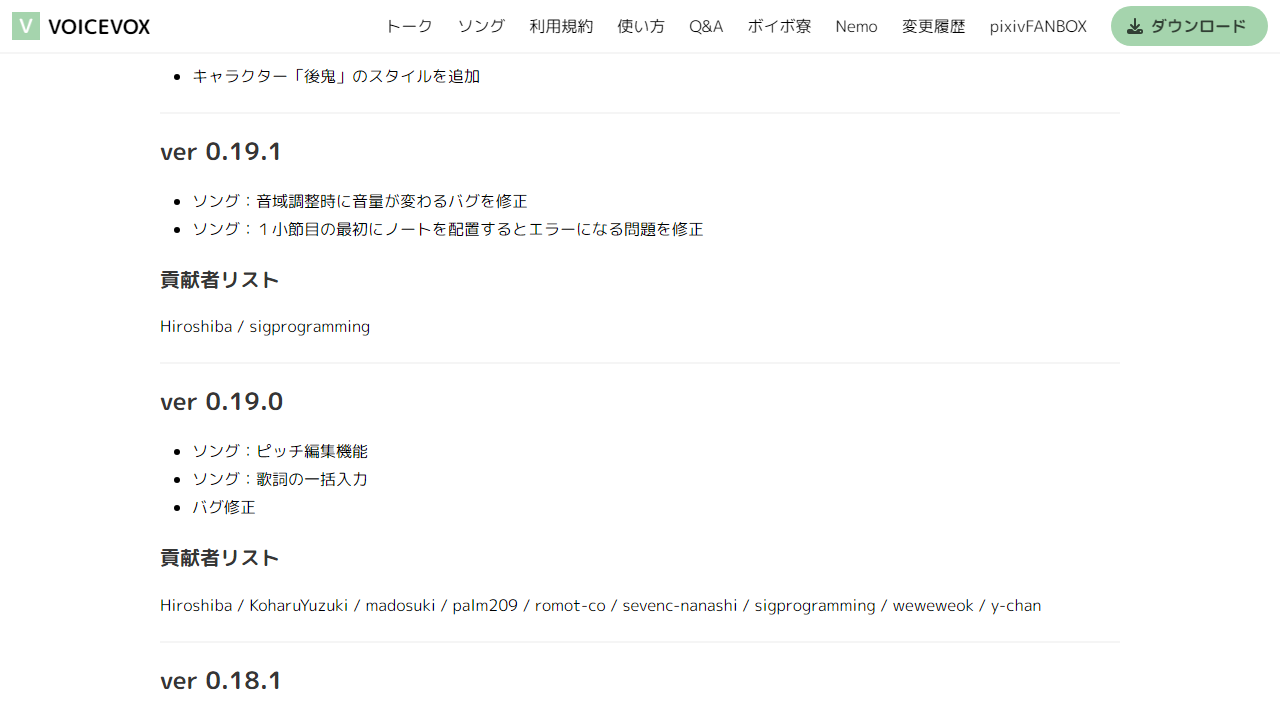 VOICEVOX
トーク ソング 利用規約 使い方 Q&A ボイボ寮 Nemo 変更履歴 pixivFANBOX ダウンロード
キャラクター「後鬼」のスタイルを追加
ver 0.19.1
ソング：音域調整時に音量が変わるバグを修正
ソング：１小節目の最初にノートを配置するとエラーになる問題を修正
貢献者リスト
Hiroshiba / sigprogramming
ver 0.19.0
ソング：ピッチ編集機能
ソング：歌詞の一括入力
バグ修正
貢献者リスト
Hiroshiba / KoharuYuzuki / madosuki / palm209 / romot-co / sevenc-nanashi / sigprogramming / weweweok / y-chan
ver 0.18.1